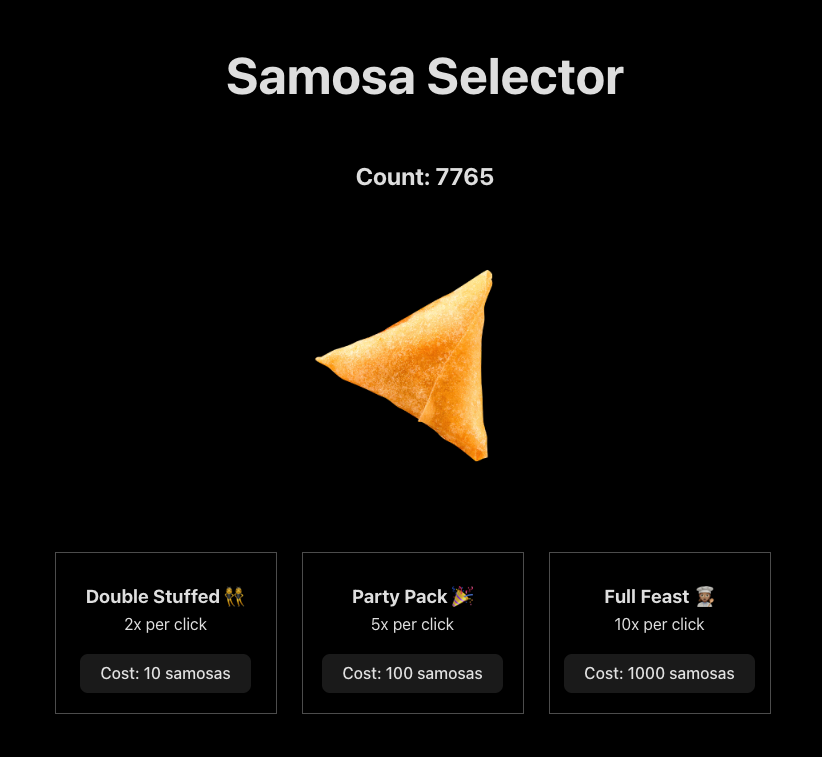 Samosa Selector
Count: 7765
Double Stuffed 👯
2x per click
Cost: 10 samosas
Party Pack 🎉
5x per click
Cost: 100 samosas
Full Feast 👩🏽‍🍳
10x per click
Cost: 1000 samosas